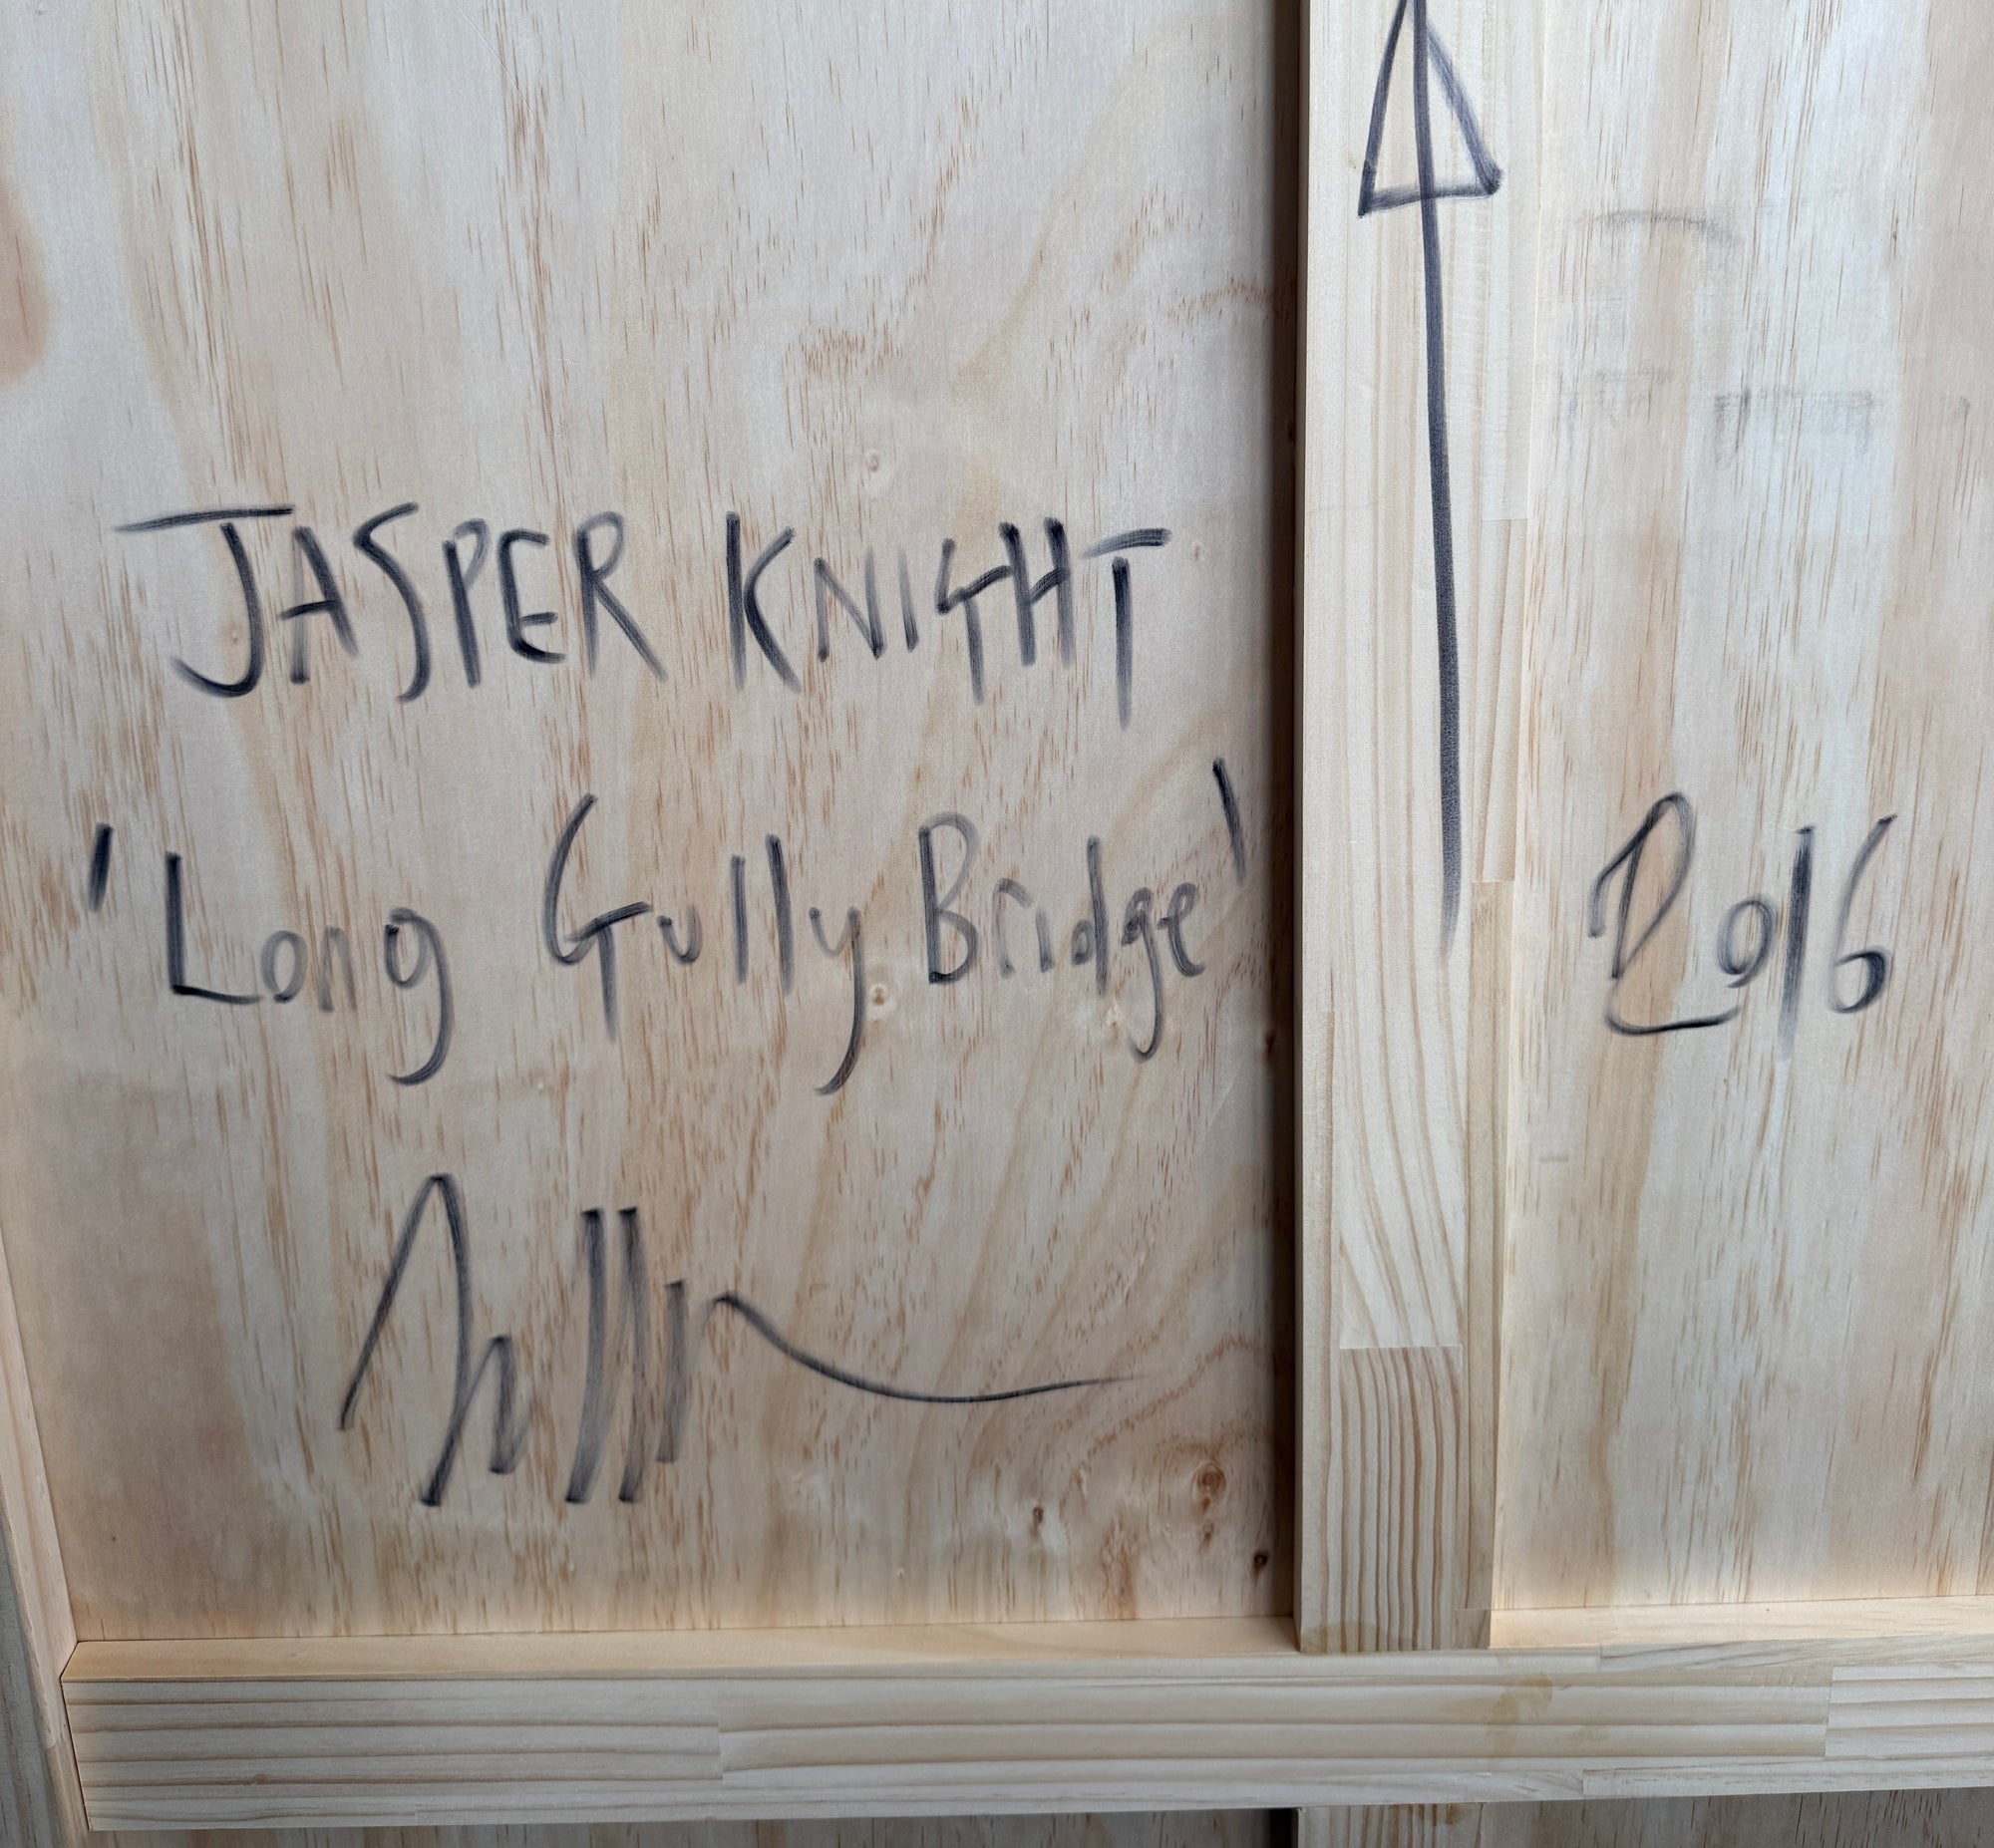 JASPER KNIGHT
'Long Gully Bridge' 2016